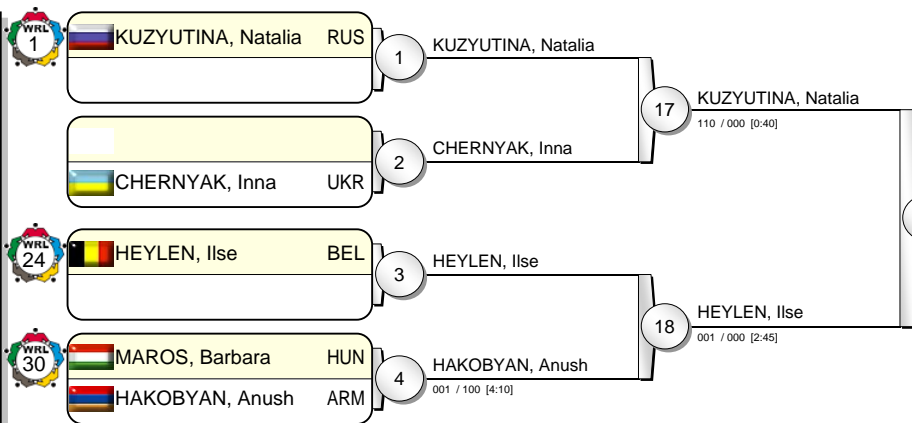 WRL
1
KUZYUTINA, Natalia RUS
1
KUZYUTINA, Natalia
CHERNYAK, Inna UKR
2
CHERNYAK, Inna
17
KUZYUTINA, Natalia
110 / 000 [0:40]
WRL
24
HEYLEN, Ilse BEL
3
HEYLEN, Ilse
WRL
30
MAROS, Barbara HUN
HAKOBYAN, Anush ARM
4
HAKOBYAN, Anush
001 / 100 [4:10]
18
HEYLEN, Ilse
001 / 000 [2:45]